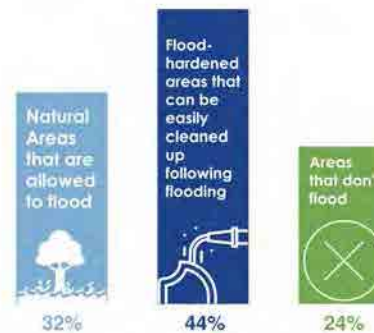 Natural
Areas
that are
allowed
to flood
32%
Flood-
hardened
areas that
can be
easily
cleaned
up
following
flooding
44%
Areas
that don't
flood
24%